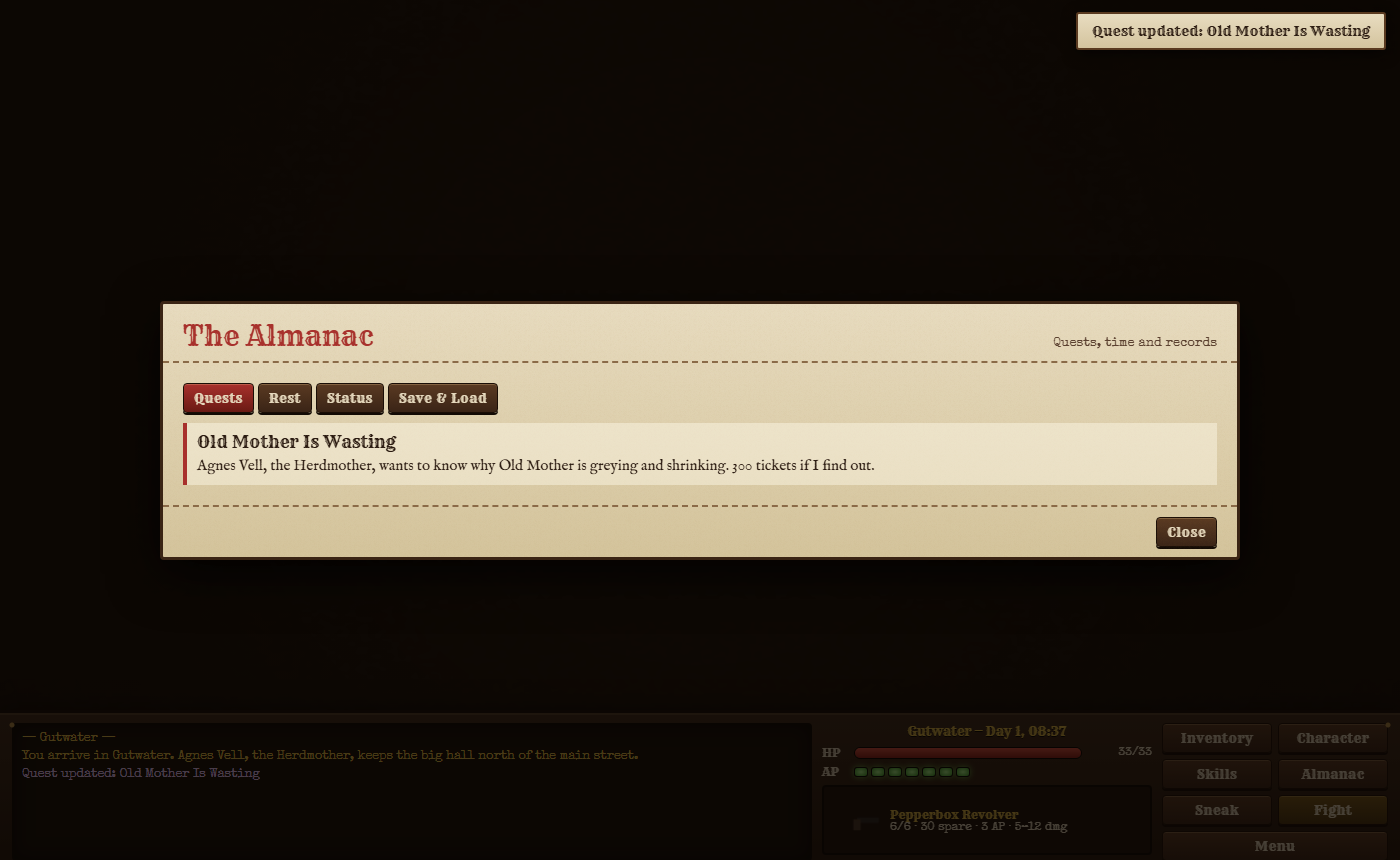 Quest updated: Old Mother Is Wasting
The Almanac
Quests, time and records
Quests
Rest
Status
Save & Load
Old Mother Is Wasting
Agnes Vell, the Herdmother, wants to know why Old Mother is greying and shrinking. 300 tickets if I find out.
Close
— Gutwater —
You arrive in Gutwater. Agnes Vell, the Herdmother, keeps the big hall north of the main street.
Quest updated: Old Mother Is Wasting
Gutwater – Day 1, 08:37
HP 33/33
AP
Pepperbox Revolver
6/6 · 30 spare · 3 AP · 5–12 dmg
Inventory
Character
Skills
Almanac
Sneak
Fight
Menu